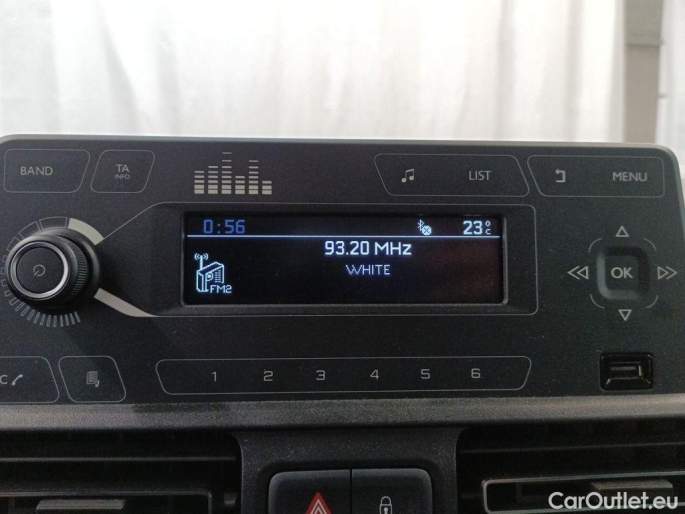 BAND
TA
INFO
LIST
MENU
0:56
23°C
93.20 MHz
WHITE
FM2
OK
C
1 2 3 4 5 6
CarOutlet.eu